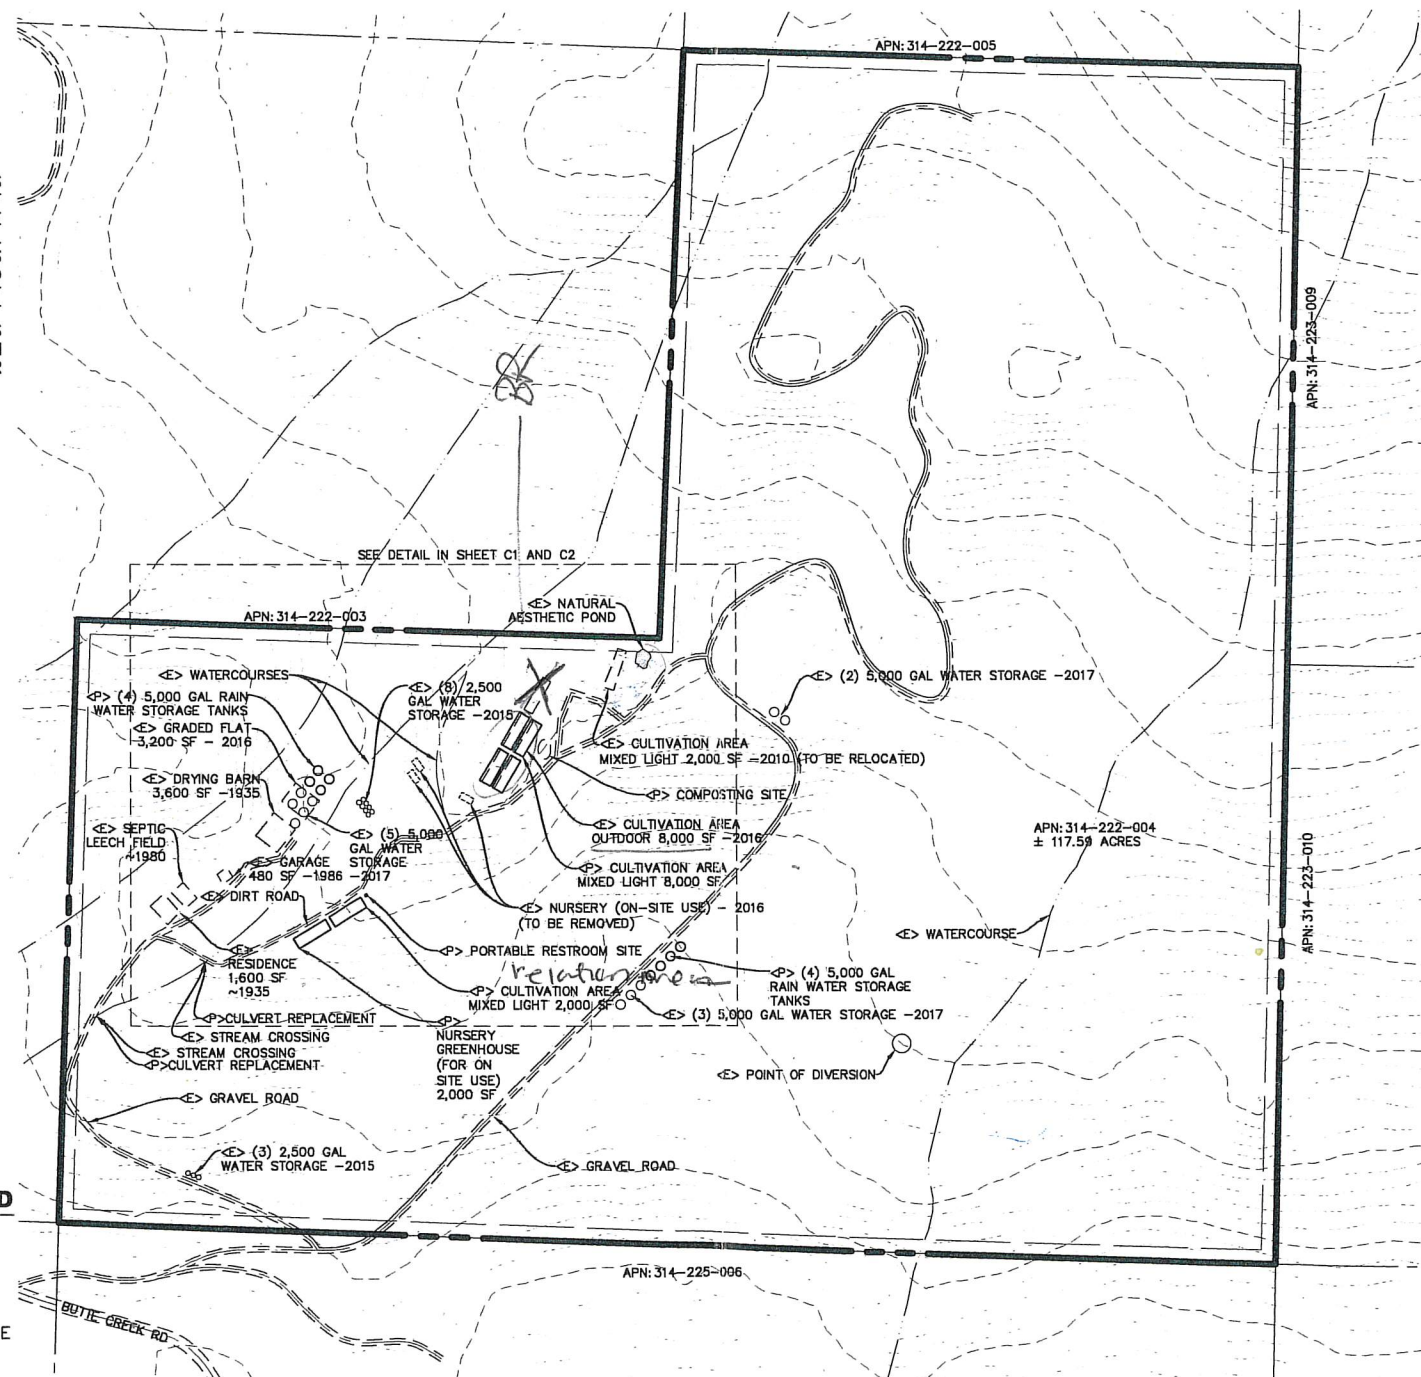 APN: 314-222-005
APN: 314-223-009
SEE DETAIL IN SHEET C1 AND C2
APN: 314-222-003
<E> NATURAL
AESTHETIC POND
<E> WATERCOURSES
<P> (4) 5,000 GAL RAIN
WATER STORAGE TANKS
<E> GRADED FLAT
3,200 SF - 2016
<E> DRYING BARN
3,600 SF -1935
<E> SEPTIC
LEECH FIELD
~1980
<E> (8) 2,500
GAL WATER
STORAGE -2015
X
<E> (2) 5,000 GAL WATER STORAGE -2017
<E> CULTIVATION AREA
MIXED LIGHT 2,000 SF -2010 (TO BE RELOCATED)
<P> COMPOSTING SITE
<E> CULTIVATION AREA
OUTDOOR 8,000 SF -2016
<P> CULTIVATION AREA
MIXED LIGHT 8,000 SF
<E> (5) 5,000
GAL WATER
STORAGE
-2017
<E> GARAGE
480 SF -1986
<E> DIRT ROAD
<E> NURSERY (ON-SITE USE) - 2016
(TO BE REMOVED)
APN: 314-222-004
± 117.59 ACRES
APN: 314-223-010
<E> WATERCOURSE
<E>
RESIDENCE
1,600 SF
~1935
<P> PORTABLE RESTROOM SITE
<P> CULTIVATION AREA
MIXED LIGHT 2,000 SF
<P> (4) 5,000 GAL
RAIN WATER STORAGE
TANKS
<E> (3) 5,000 GAL WATER STORAGE -2017
<P>CULVERT REPLACEMENT
<E> STREAM CROSSING
<E> STREAM CROSSING
<P>CULVERT REPLACEMENT
<P>
NURSERY
GREENHOUSE
(FOR ON
SITE USE)
2,000 SF
<E> POINT OF DIVERSION
<E> GRAVEL ROAD
<E> (3) 2,500 GAL
WATER STORAGE -2015
<E> GRAVEL ROAD
D
APN: 314-225-006
BUTTE CREEK RD
E